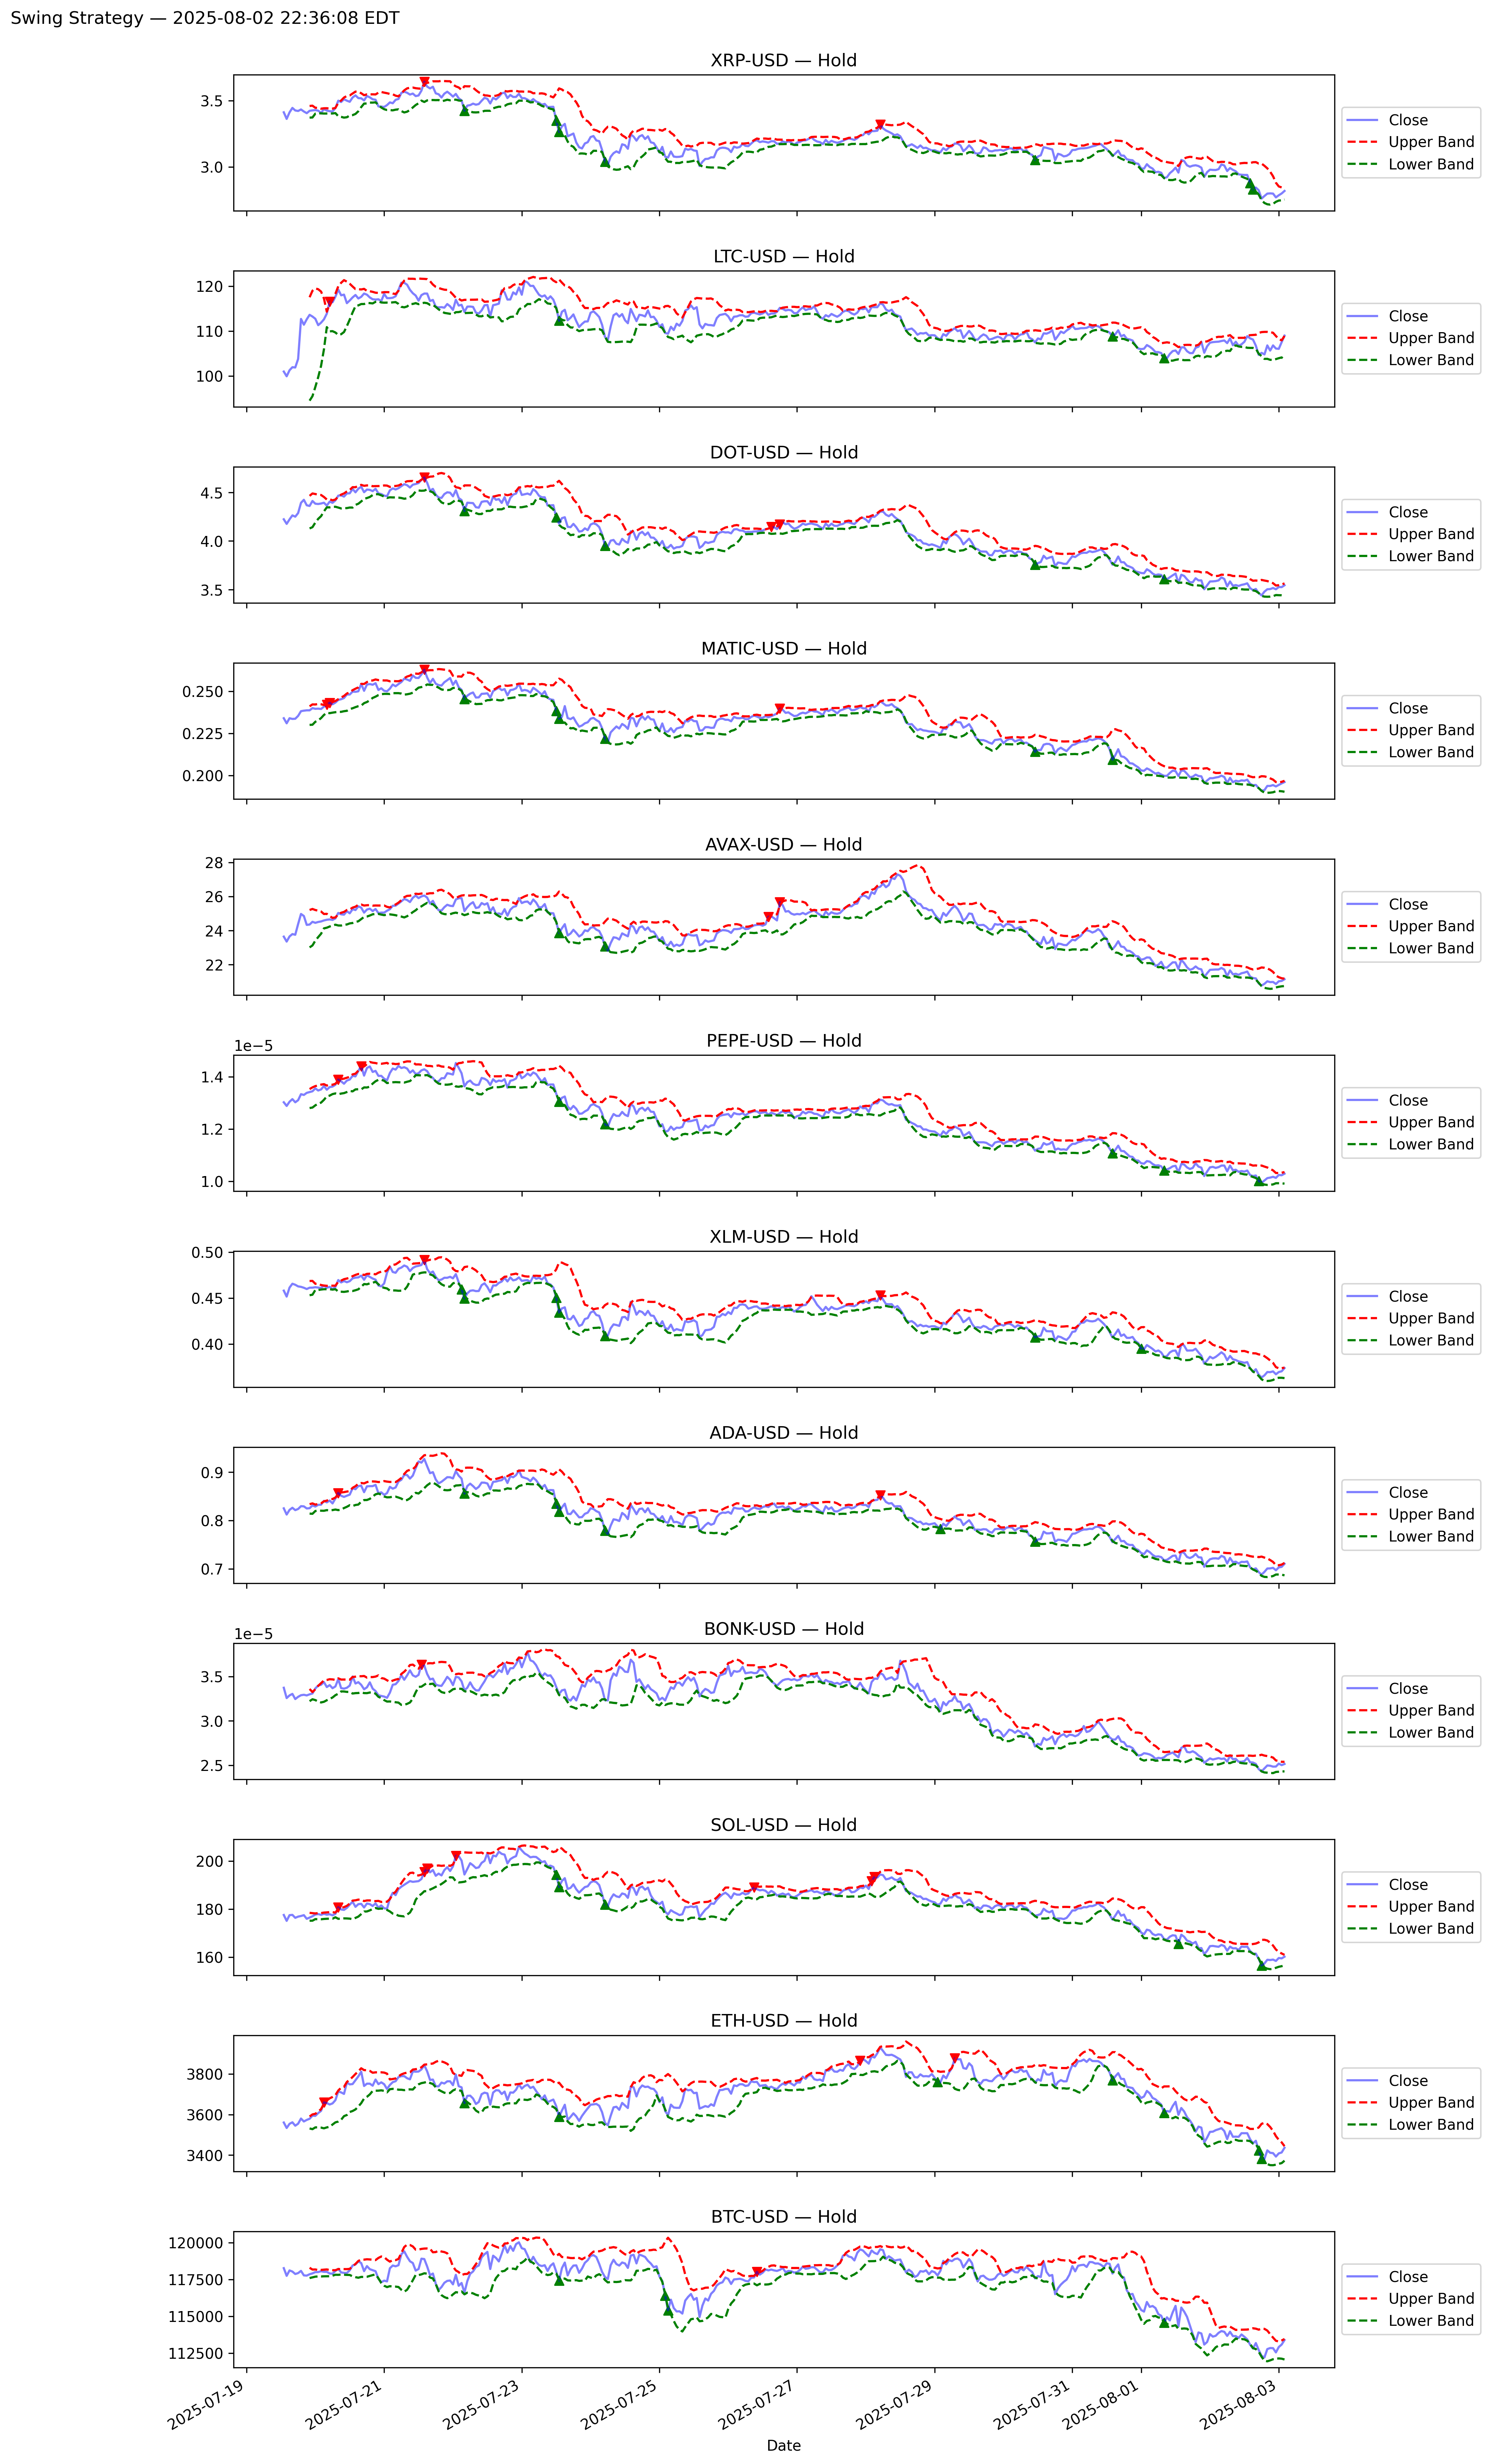 Swing Strategy — 2025-08-02 22:36:08 EDT
XRP-USD — Hold
3.5
3.0
Close
Upper Band
Lower Band
LTC-USD — Hold
120
110
100
Close
Upper Band
Lower Band
DOT-USD — Hold
4.5
4.0
3.5
Close
Upper Band
Lower Band
MATIC-USD — Hold
0.250
0.225
0.200
Close
Upper Band
Lower Band
AVAX-USD — Hold
28
26
24
22
Close
Upper Band
Lower Band
PEPE-USD — Hold
1e−5
1.4
1.2
1.0
Close
Upper Band
Lower Band
XLM-USD — Hold
0.50
0.45
0.40
Close
Upper Band
Lower Band
ADA-USD — Hold
0.9
0.8
0.7
Close
Upper Band
Lower Band
BONK-USD — Hold
1e−5
3.5
3.0
2.5
Close
Upper Band
Lower Band
SOL-USD — Hold
200
180
160
Close
Upper Band
Lower Band
ETH-USD — Hold
3800
3600
3400
Close
Upper Band
Lower Band
BTC-USD — Hold
120000
117500
115000
112500
Close
Upper Band
Lower Band
2025-07-19
2025-07-21
2025-07-23
2025-07-25
2025-07-27
2025-07-29
2025-07-31
2025-08-01
2025-08-03
Date